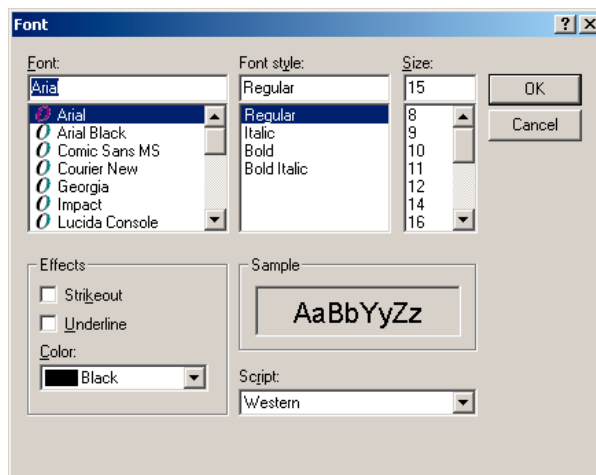 Font
Font:
Arial
Arial
Arial Black
Comic Sans MS
Courier New
Georgia
Impact
Lucida Console
Font style:
Regular
Regular
Italic
Bold
Bold Italic
Size:
15
8
9
10
11
12
14
16
OK
Cancel
Effects
Strikeout
Underline
Color:
Black
Sample
AaBbYyZz
Script:
Western